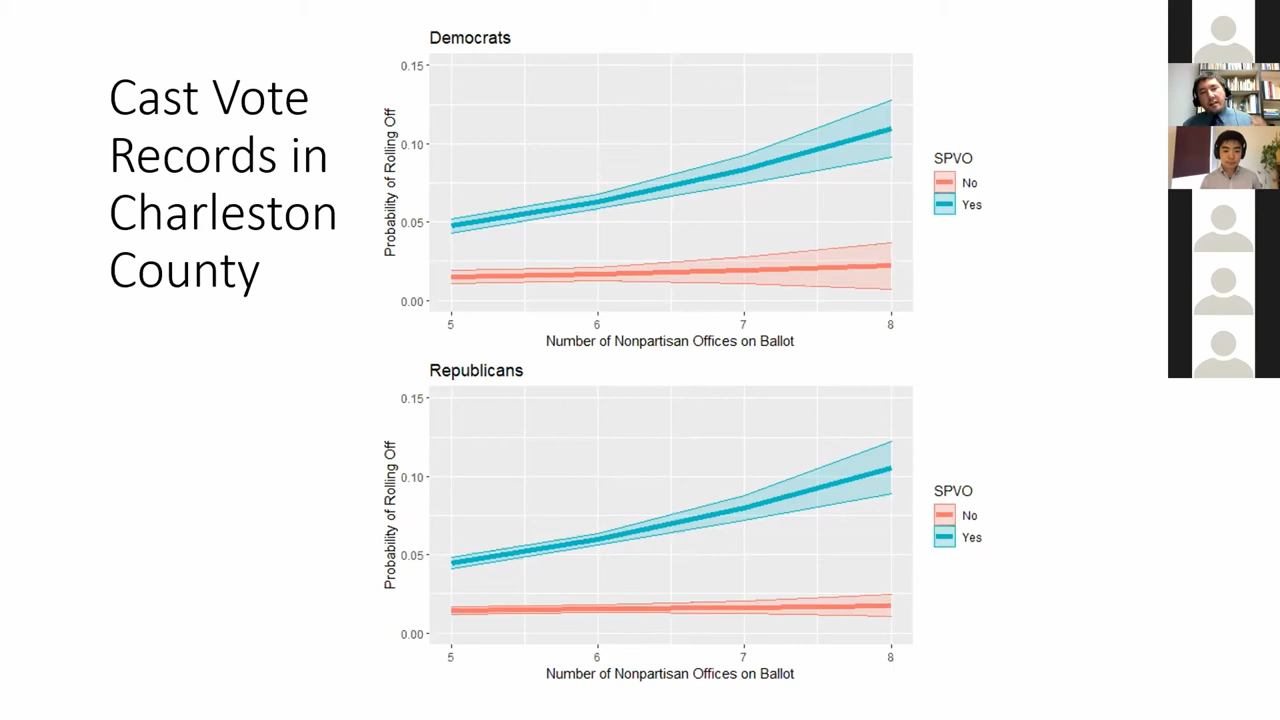 Cast Vote
Records in
Charleston
County
Democrats
0.15
0.10
0.05
0.00
Probability of Rolling Off
5 6 7 8
Number of Nonpartisan Offices on Ballot
SPVO
No
Yes
Republicans
0.15
0.10
0.05
0.00
Probability of Rolling Off
5 6 7 8
Number of Nonpartisan Offices on Ballot
SPVO
No
Yes